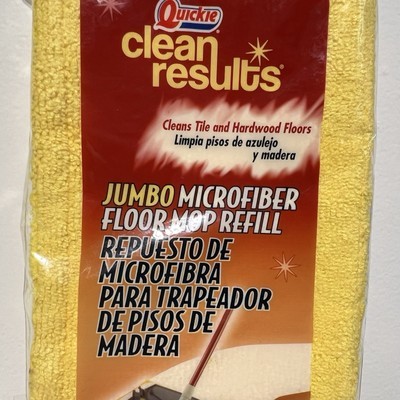 Quickie
clean
results®
Cleans Tile and Hardwood Floors
Limpia pisos de azulejo
y madera
JUMBO MICROFIBER
FLOOR MOP REFILL
REPUESTO DE
MICROFIBRA
PARA TRAPEADOR
DE PISOS DE
MADERA